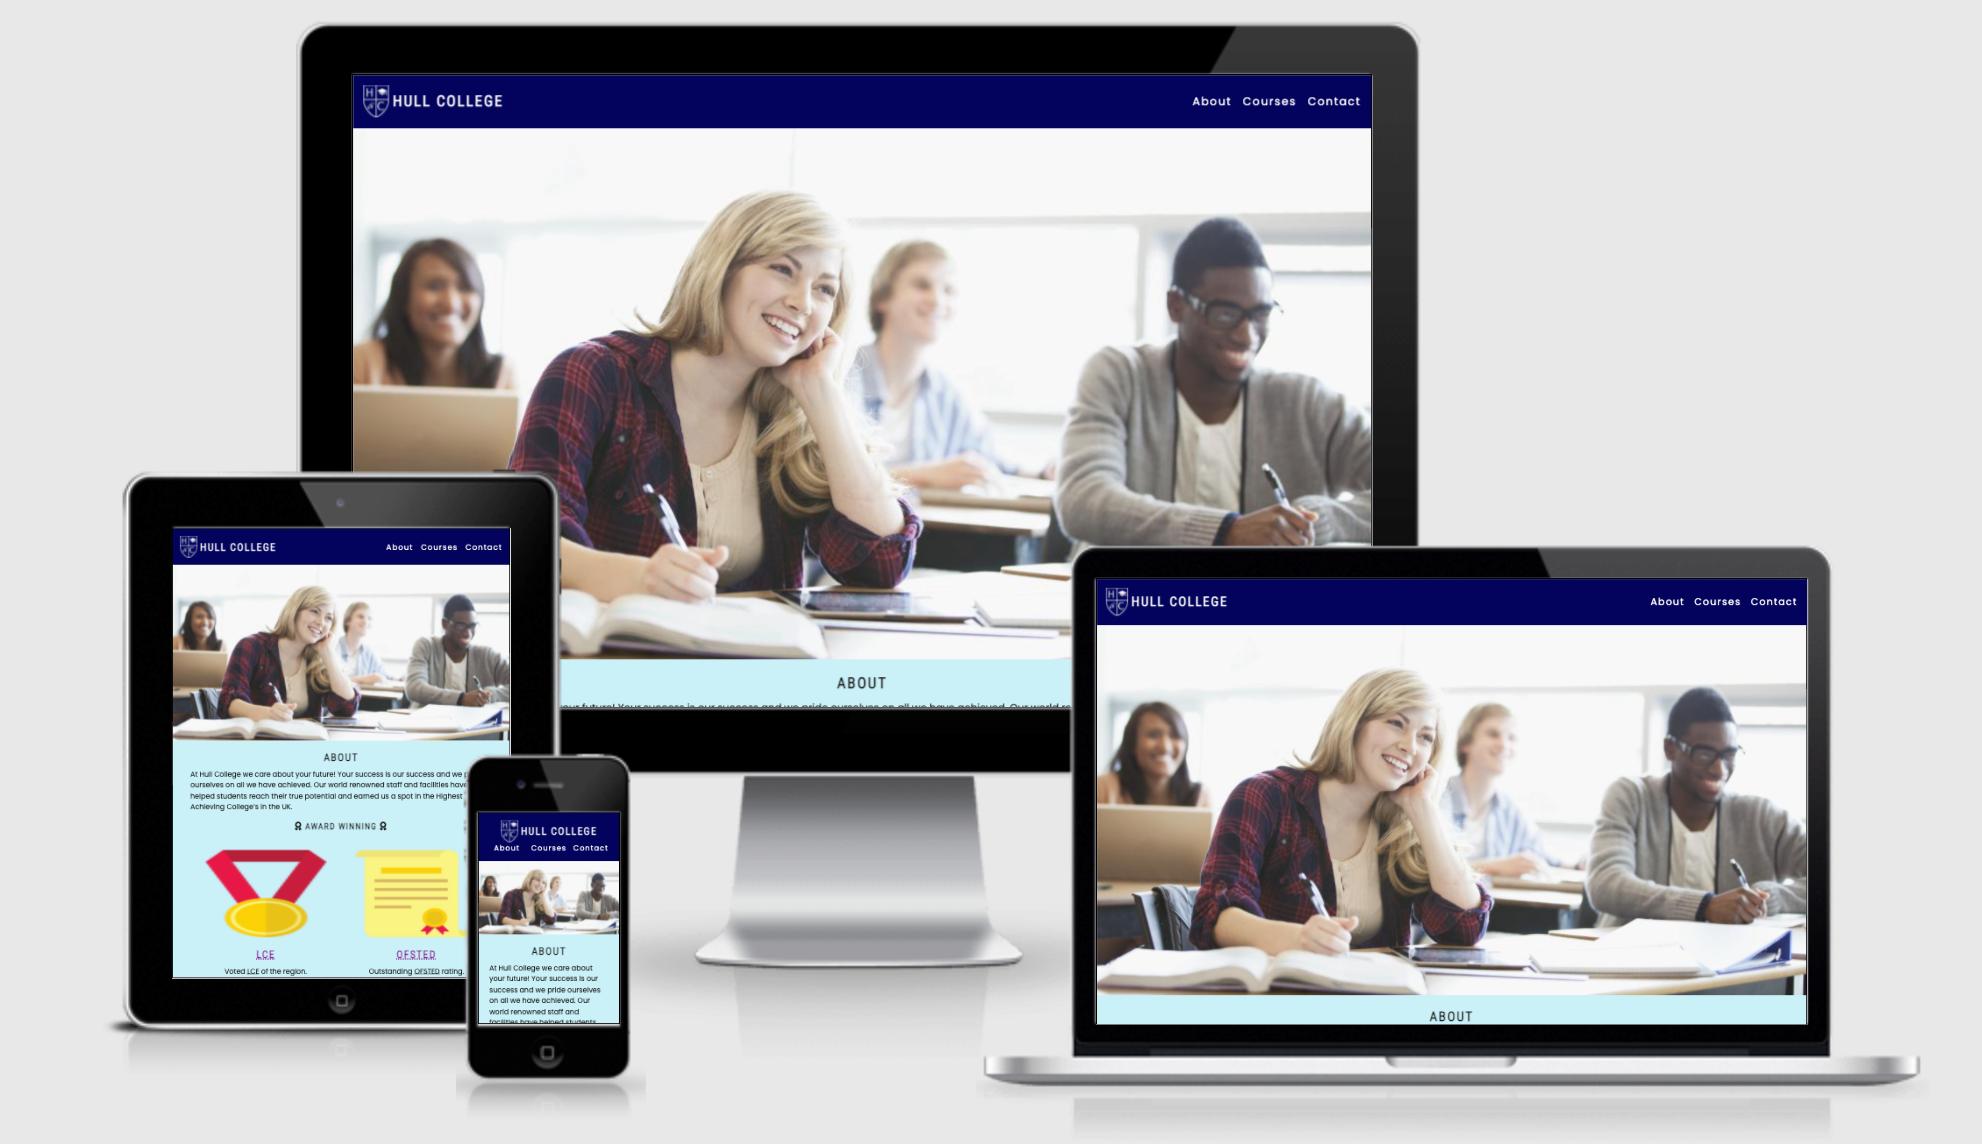 H
C
HULL COLLEGE
About Courses Contact
ABOUT
your future! Your success is our success and we pride ourselves on all we have achieved. Our world
H
C
HULL COLLEGE
About Courses Contact
ABOUT
At Hull College we care about your future! Your success is our success and we
ourselves on all we have achieved. Our world renowned staff and facilities have
helped students reach their true potential and earned us a spot in the Highest
Achieving College's in the UK.
AWARD WINNING
LCE
OFSTED
Voted LCE of the region.
Outstanding OFSTED rating.
H
C
HULL COLLEGE
About Courses Contact
ABOUT
At Hull College we care about
your future! Your success is our
success and we pride ourselves
on all we have achieved. Our
world renowned staff and
facilities have helped students
H
C
HULL COLLEGE
About Courses Contact
ABOUT